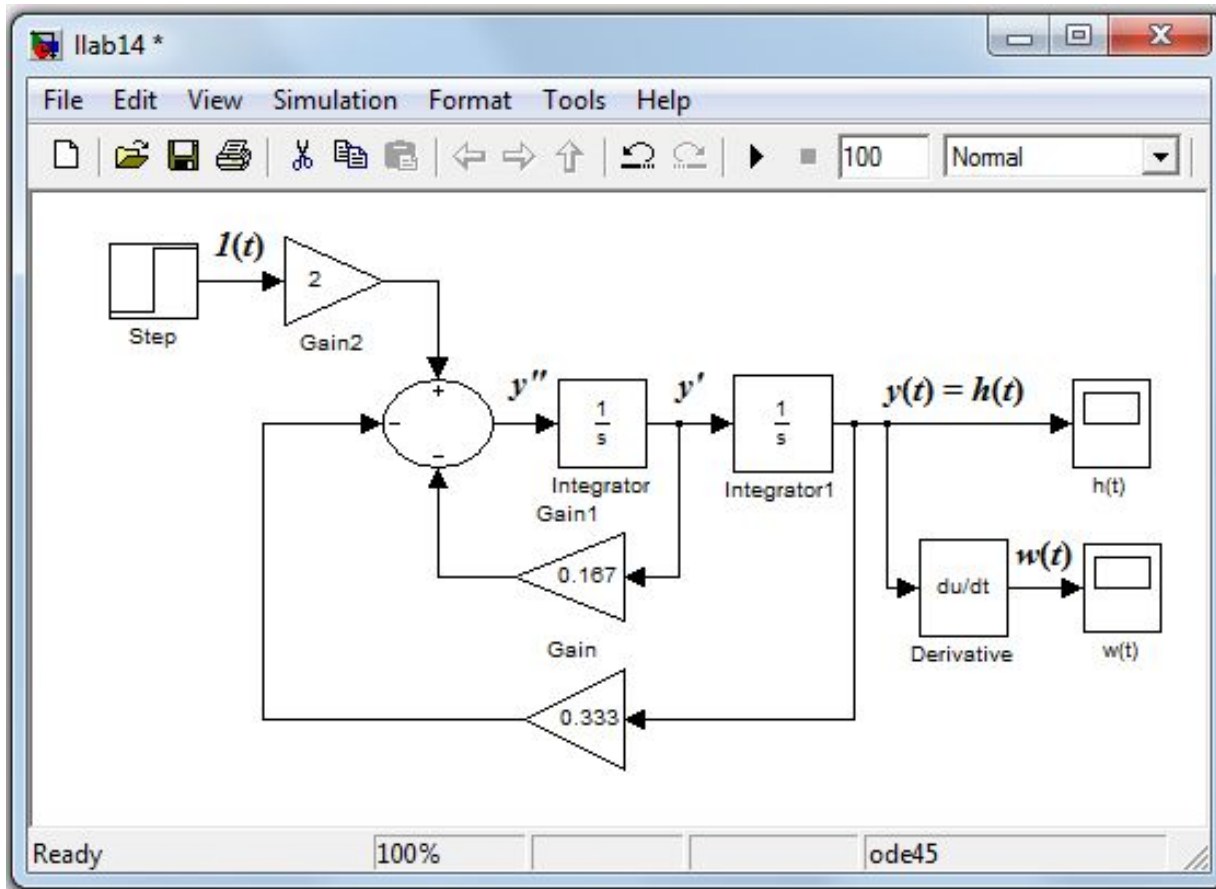 llab14 *
File Edit View Simulation Format Tools Help
100 Normal
1(t)
2
Step
Gain2
+
y'' y' y(t) = h(t)
− 1/s 1/s
−
Integrator Integrator1 h(t)
Gain1
w(t)
0.167 du/dt
Gain Derivative w(t)
0.333
Ready 100% ode45